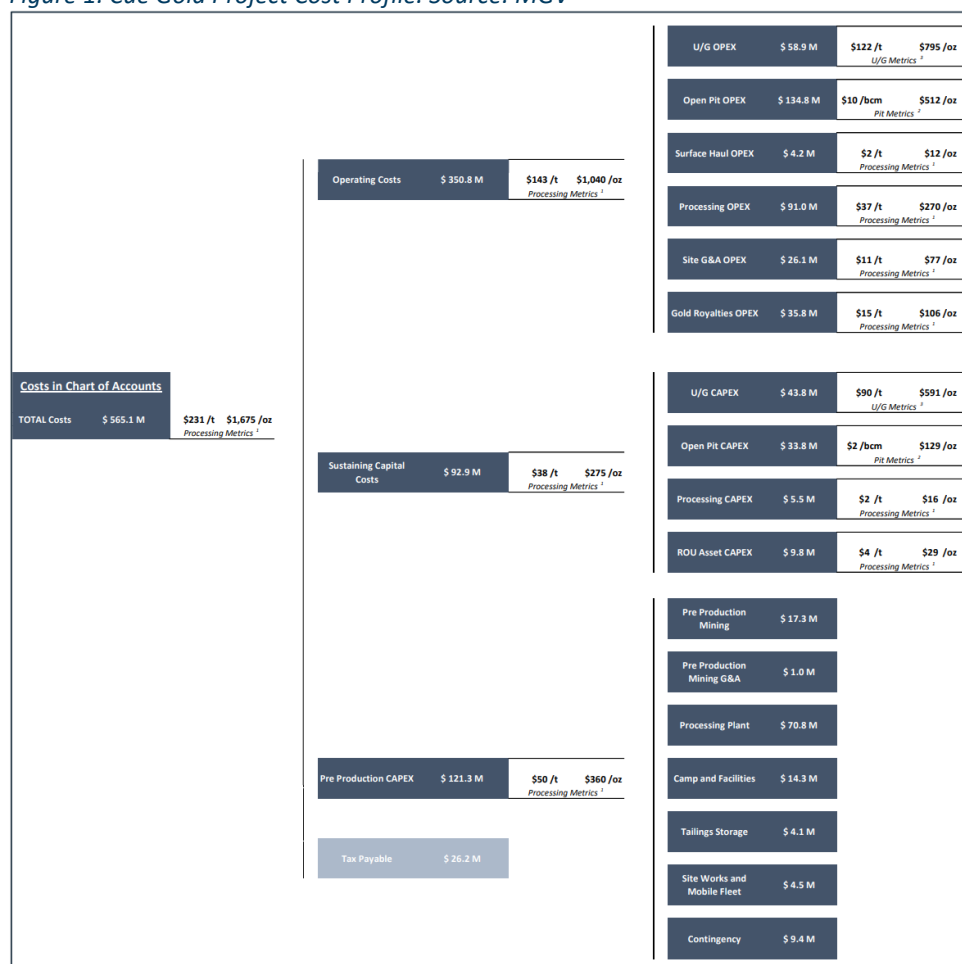 Figure 1: Cue Gold Project Cost Profile. Source: MGV
U/G OPEX $ 58.9 M $122 /t $795 /oz
U/G Metrics 3
Open Pit OPEX $ 134.8 M $10 /bcm $512 /oz
Pit Metrics 2
Surface Haul OPEX $ 4.2 M $2 /t $12 /oz
Processing Metrics 1
Operating Costs $ 350.8 M $143 /t $1,040 /oz
Processing Metrics 1
Processing OPEX $ 91.0 M $37 /t $270 /oz
Processing Metrics 1
Site G&A OPEX $ 26.1 M $11 /t $77 /oz
Processing Metrics 1
Gold Royalties OPEX $ 35.8 M $15 /t $106 /oz
Processing Metrics 1
Costs in Chart of Accounts
TOTAL Costs $ 565.1 M $231 /t $1,675 /oz
Processing Metrics 1
U/G CAPEX $ 43.8 M $90 /t $591 /oz
U/G Metrics 3
Open Pit CAPEX $ 33.8 M $2 /bcm $129 /oz
Pit Metrics 2
Sustaining Capital
Costs
$ 92.9 M $38 /t $275 /oz
Processing Metrics 1
Processing CAPEX $ 5.5 M $2 /t $16 /oz
Processing Metrics 1
ROU Asset CAPEX $ 9.8 M $4 /t $29 /oz
Processing Metrics 1
Pre Production
Mining
$ 17.3 M
Pre Production
Mining G&A
$ 1.0 M
Processing Plant $ 70.8 M
Pre Production CAPEX $ 121.3 M $50 /t $360 /oz
Processing Metrics 1
Camp and Facilities $ 14.3 M
Tailings Storage $ 4.1 M
Tax Payable $ 26.2 M
Site Works and
Mobile Fleet
$ 4.5 M
Contingency $ 9.4 M